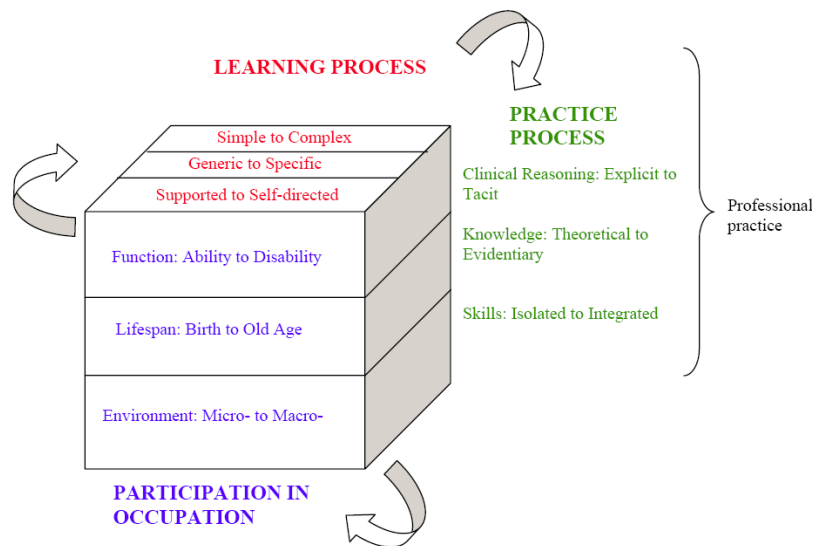 LEARNING PROCESS
Simple to Complex
Generic to Specific
Supported to Self-directed
PRACTICE
PROCESS
Clinical Reasoning: Explicit to
Tacit
Knowledge: Theoretical to
Evidentiary
Skills: Isolated to Integrated
Professional
practice
Function: Ability to Disability
Lifespan: Birth to Old Age
Environment: Micro- to Macro-
PARTICIPATION IN
OCCUPATION